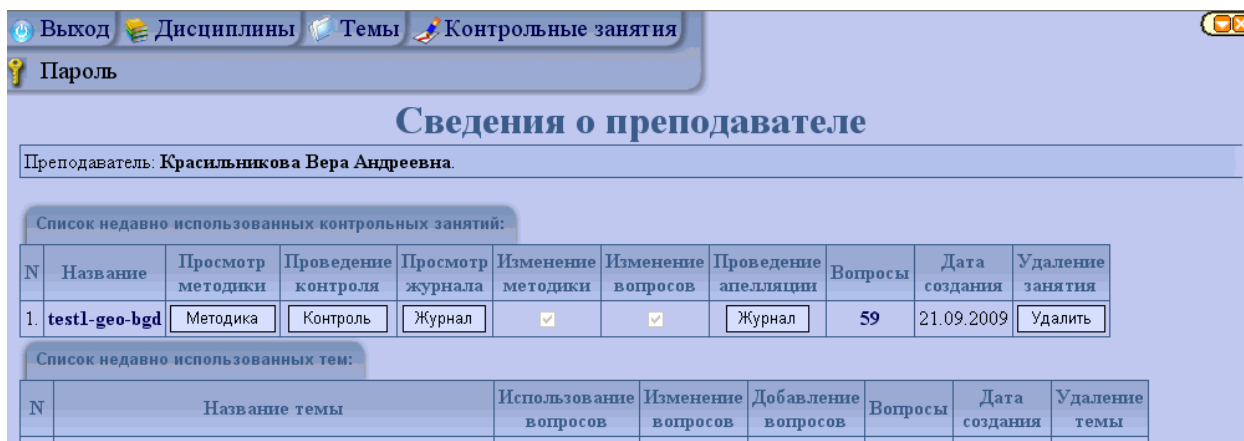 Выход Дисциплины Темы Контрольные занятия
Пароль
Сведения о преподавателе
Преподаватель: Красильникова Вера Андреевна.
Список недавно использованных контрольных занятий:
N Название Просмотр методики Проведение контроля Просмотр журнала Изменение методики Изменение вопросов Проведение апелляции Вопросы Дата создания Удаление занятия
1. test1-geo-bgd Методика Контроль Журнал Журнал 59 21.09.2009 Удалить
Список недавно использованных тем:
N Название темы Использование вопросов Изменение вопросов Добавление вопросов Вопросы Дата создания Удаление темы